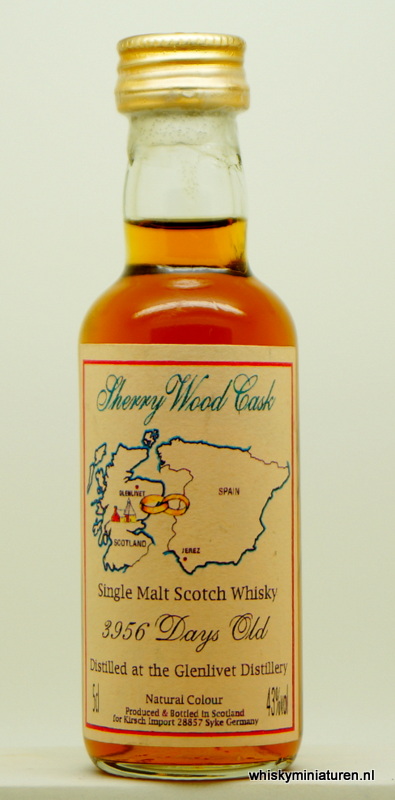 Sherry Wood Cask
GLENLIVET
SPAIN
SCOTLAND
JEREZ
Single Malt Scotch Whisky
3956 Days Old
Distilled at the Glenlivet Distillery
5cl
Natural Colour
43%vol
Produced & Bottled in Scotland
for Kirsch Import 28857 Syke Germany
whiskyminiaturen.nl